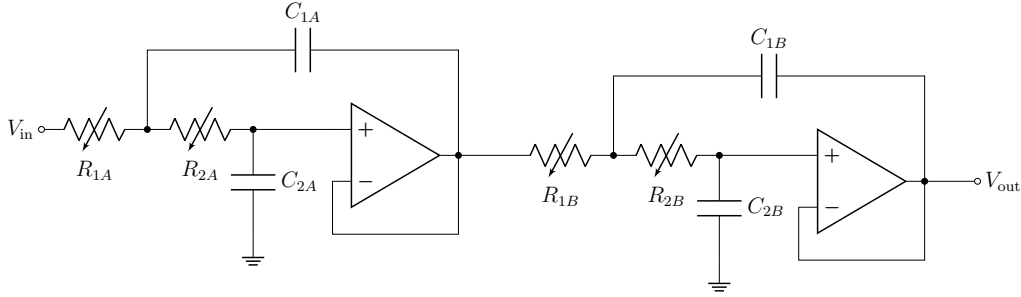 C1A
C1B
Vin
+
R1A
R2A
C2A
−
+
R1B
R2B
C2B
−
Vout